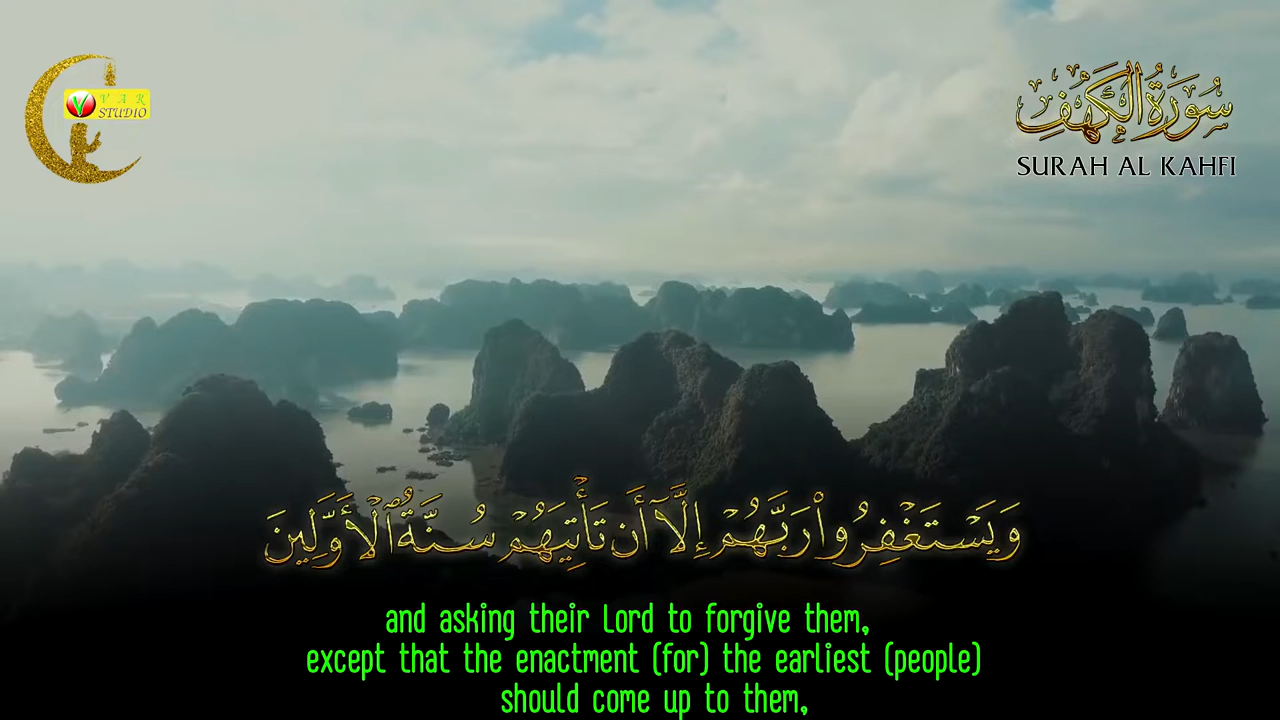 V A R
STUDIO
سُورَةُ الْكَهْفِ
SURAH AL KAHFI
وَيَسْتَغْفِرُوا۟ رَبَّهُمْ إِلَّآ أَن تَأْتِيَهُمْ سُنَّةُ ٱلْأَوَّلِينَ
and asking their Lord to forgive them,
except that the enactment (for) the earliest (people)
should come up to them,